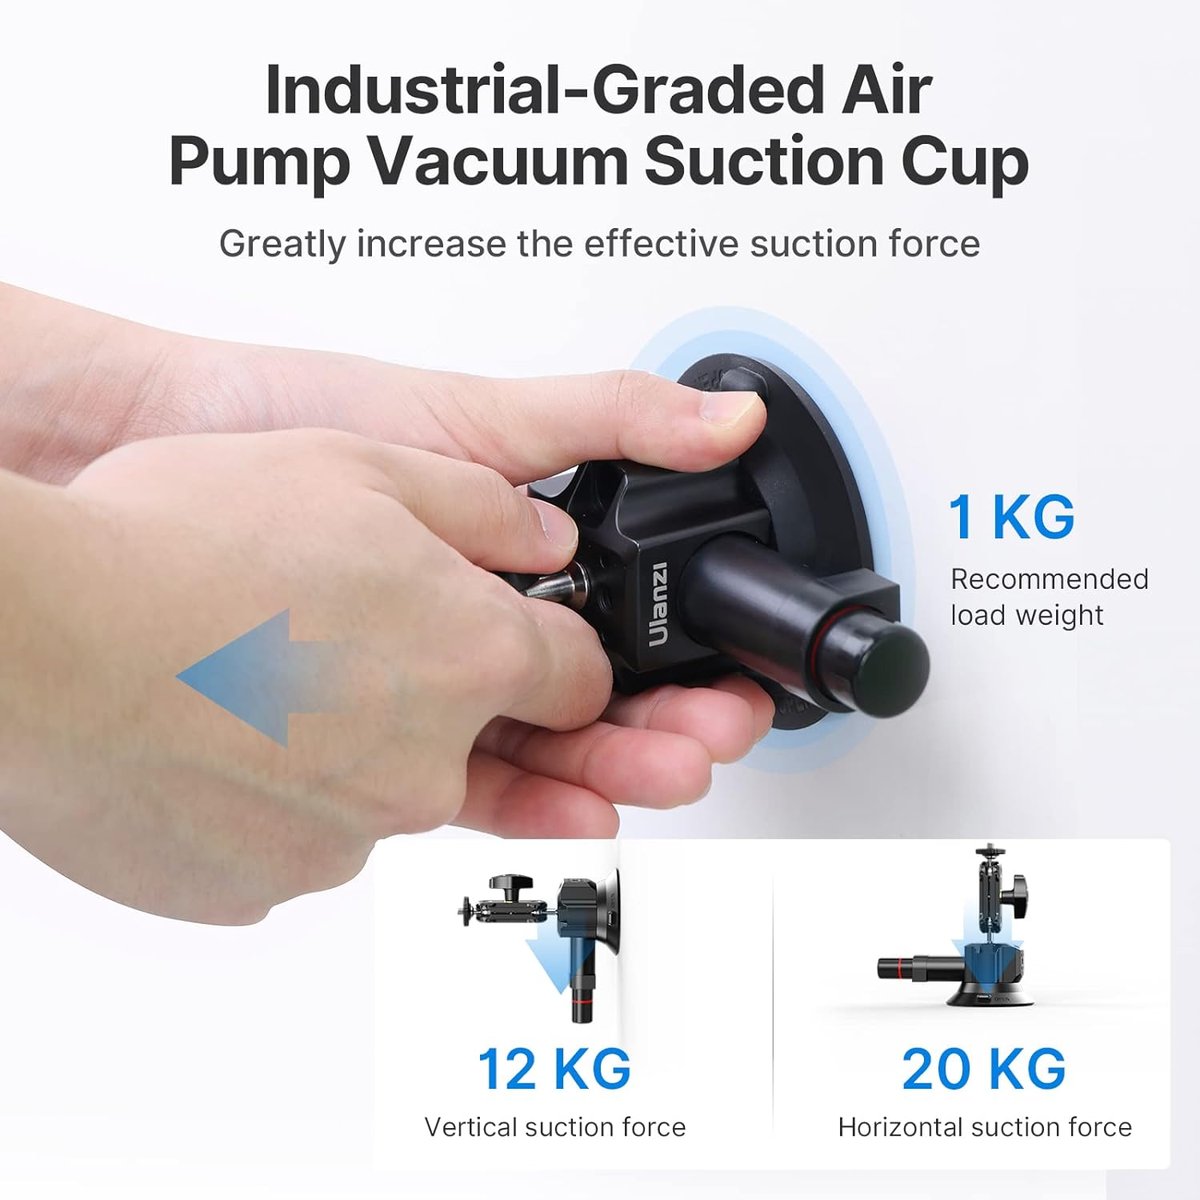 Industrial-Graded Air
Pump Vacuum Suction Cup
Greatly increase the effective suction force
Ulanzi
1 KG
Recommended
load weight
12 KG
Vertical suction force
20 KG
Horizontal suction force